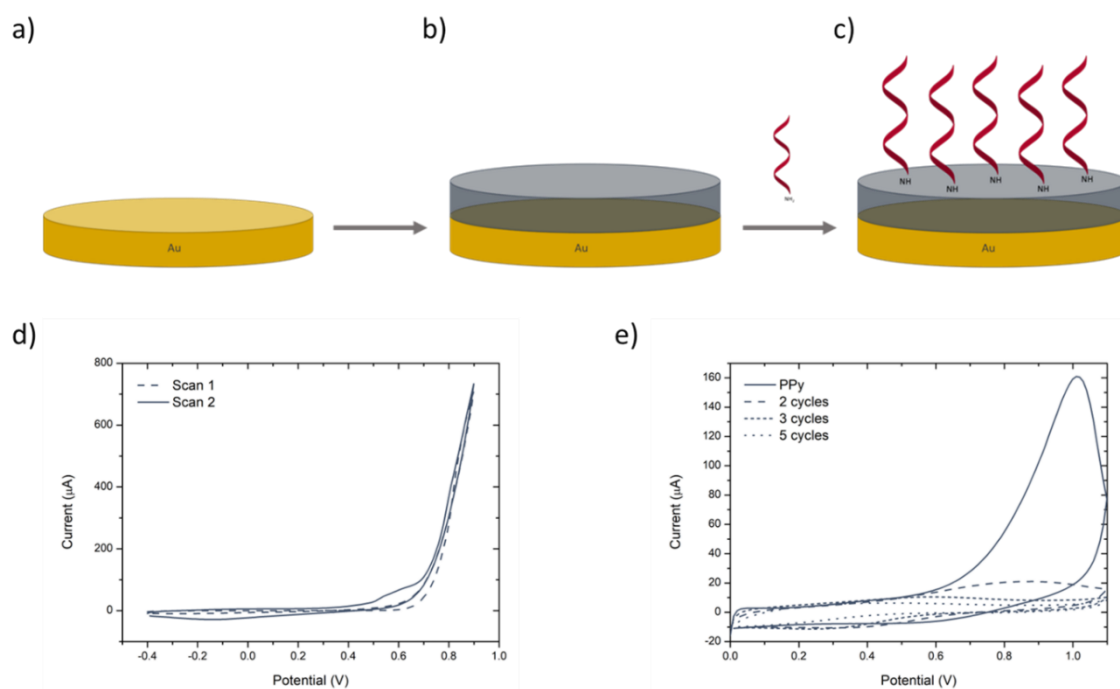 a)
b)
c)
Au
Au
NH₂
NH
NH
NH
NH
NH
Au
d)
800
600
400
200
0
-0.4
-0.2
-0.0
0.2
0.4
0.6
0.8
1.0
Current (µA)
Potential (V)
Scan 1
Scan 2
e)
160
140
120
100
80
60
40
20
0
-20
0.0
0.2
0.4
0.6
0.8
1.0
Current (µA)
Potential (V)
PPy
2 cycles
3 cycles
5 cycles